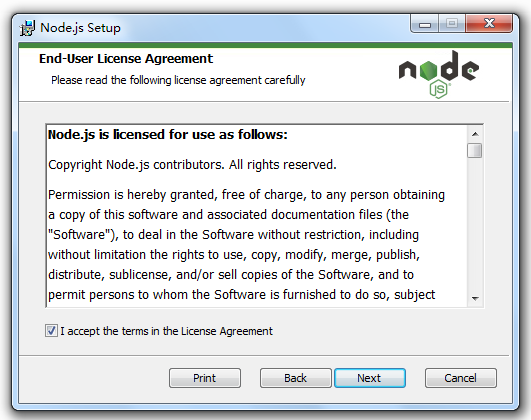 Node.js Setup
End-User License Agreement
Please read the following license agreement carefully
node
JS
Node.js is licensed for use as follows:
Copyright Node.js contributors. All rights reserved.
Permission is hereby granted, free of charge, to any person obtaining
a copy of this software and associated documentation files (the
"Software"), to deal in the Software without restriction, including
without limitation the rights to use, copy, modify, merge, publish,
distribute, sublicense, and/or sell copies of the Software, and to
permit persons to whom the Software is furnished to do so, subject
I accept the terms in the License Agreement
Print Back Next Cancel